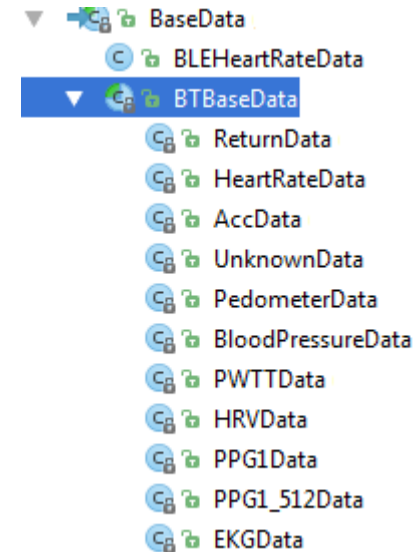 BaseData
BLEHeartRateData
BTBaseData
ReturnData
HeartRateData
AccData
UnknownData
PedometerData
BloodPressureData
PWTTData
HRVData
PPG1Data
PPG1_512Data
EKGData